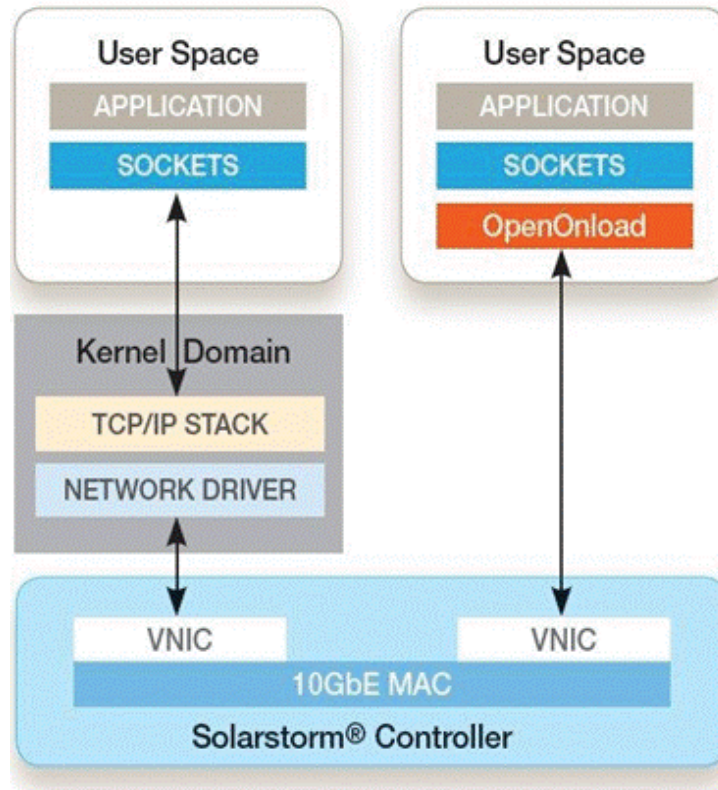 User Space
APPLICATION
SOCKETS
User Space
APPLICATION
SOCKETS
OpenOnload
Kernel Domain
TCP/IP STACK
NETWORK DRIVER
VNIC
VNIC
10GbE MAC
Solarstorm® Controller